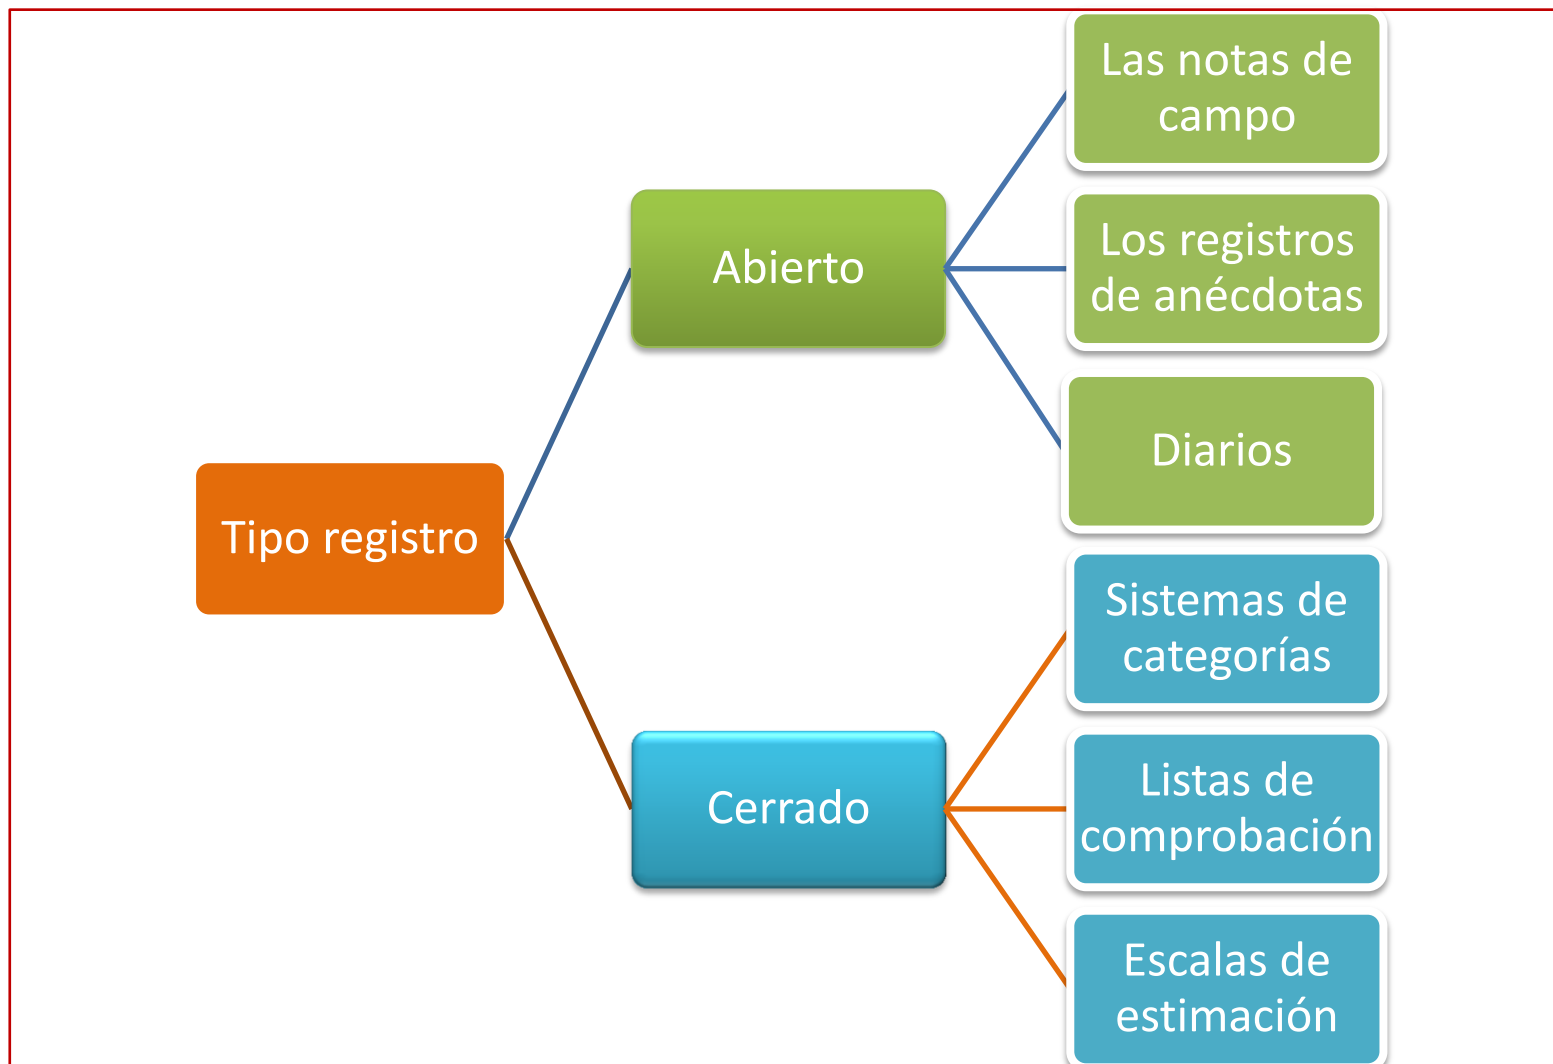 Tipo registro
Abierto
Las notas de
campo
Los registros
de anécdotas
Diarios
Cerrado
Sistemas de
categorías
Listas de
comprobación
Escalas de
estimación